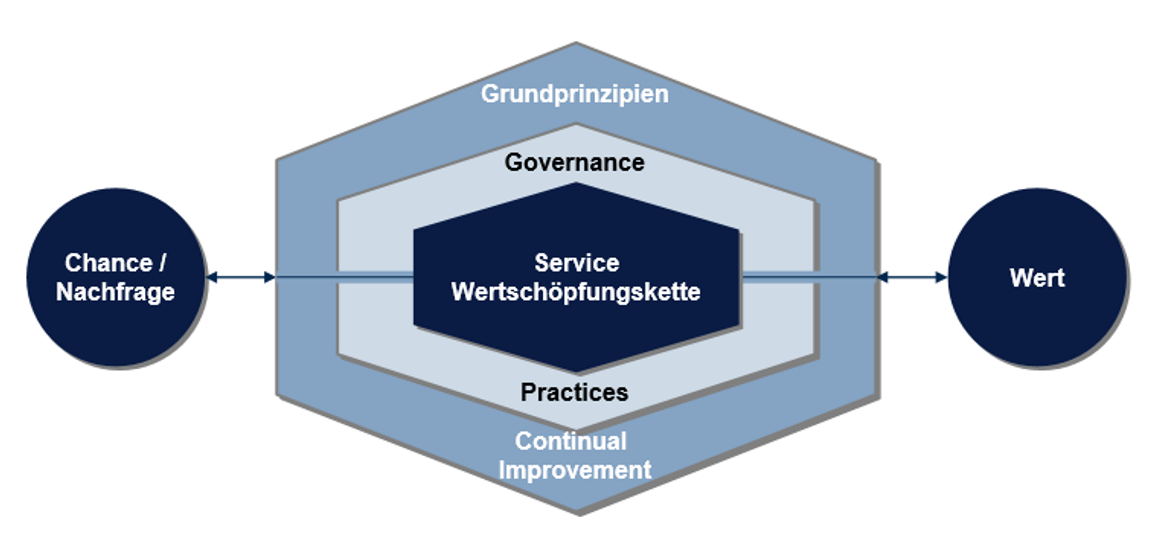 Grundprinzipien
Governance
Chance /
Nachfrage
Service
Wertschöpfungskette
Wert
Practices
Continual
Improvement